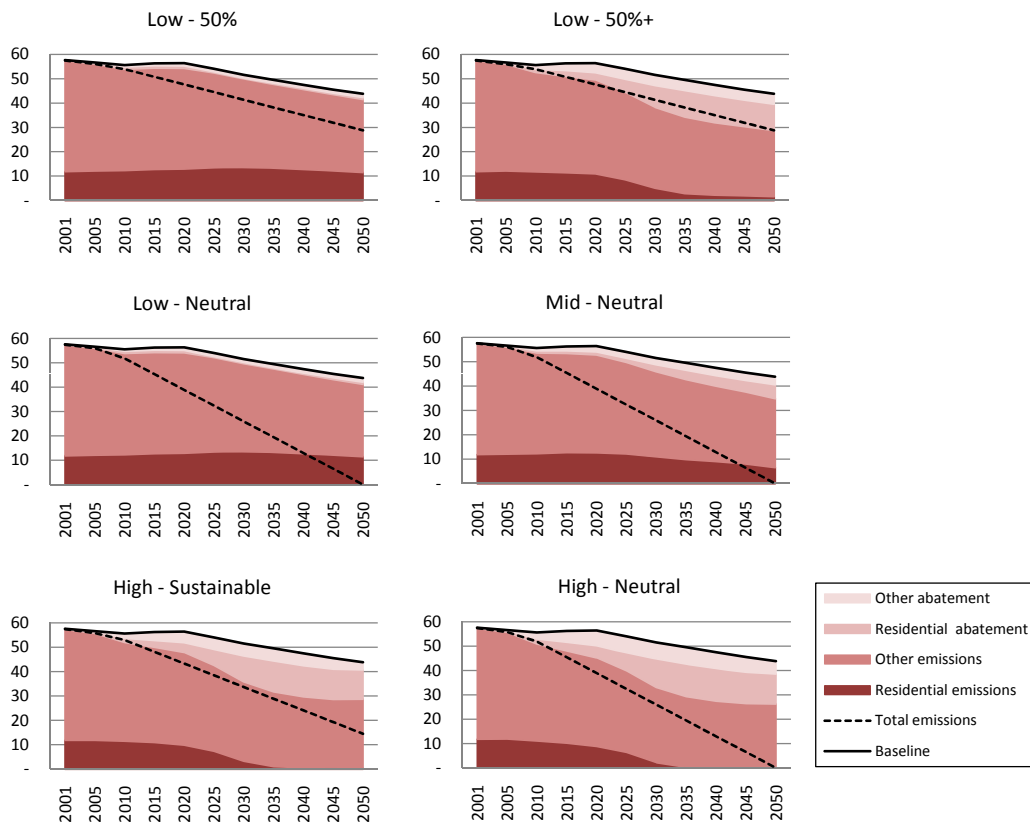 Low - 50%
60
50
40
30
20
10
-
2001 2005 2010 2015 2020 2025 2030 2035 2040 2045 2050
Low - 50%+
60
50
40
30
20
10
-
2001 2005 2010 2015 2020 2025 2030 2035 2040 2045 2050
Low - Neutral
60
50
40
30
20
10
-
2001 2005 2010 2015 2020 2025 2030 2035 2040 2045 2050
Mid - Neutral
60
50
40
30
20
10
-
2001 2005 2010 2015 2020 2025 2030 2035 2040 2045 2050
High - Sustainable
60
50
40
30
20
10
-
2001 2005 2010 2015 2020 2025 2030 2035 2040 2045 2050
High - Neutral
60
50
40
30
20
10
-
2001 2005 2010 2015 2020 2025 2030 2035 2040 2045 2050
Other abatement
Residential abatement
Other emissions
Residential emissions
Total emissions
Baseline